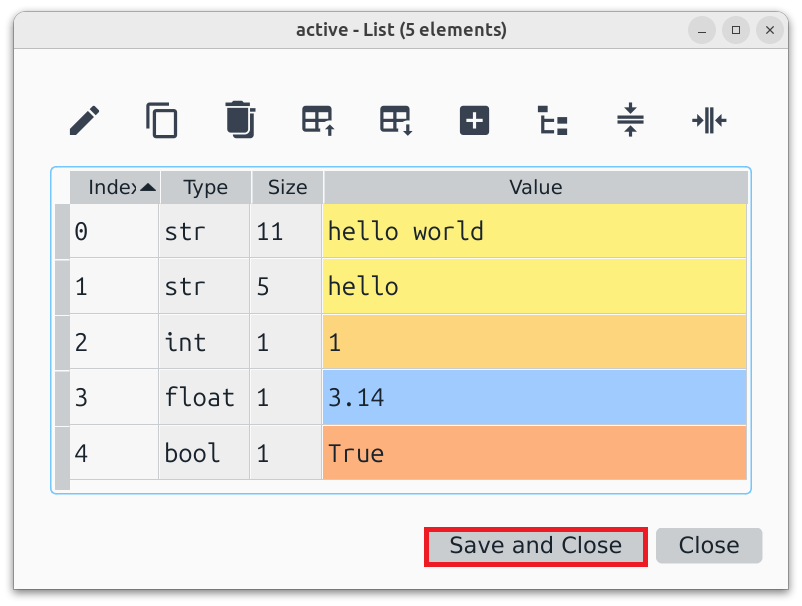 active - List (5 elements)
Index Type Size Value
0 str 11 hello world
1 str 5 hello
2 int 1 1
3 float 1 3.14
4 bool 1 True
Save and Close Close